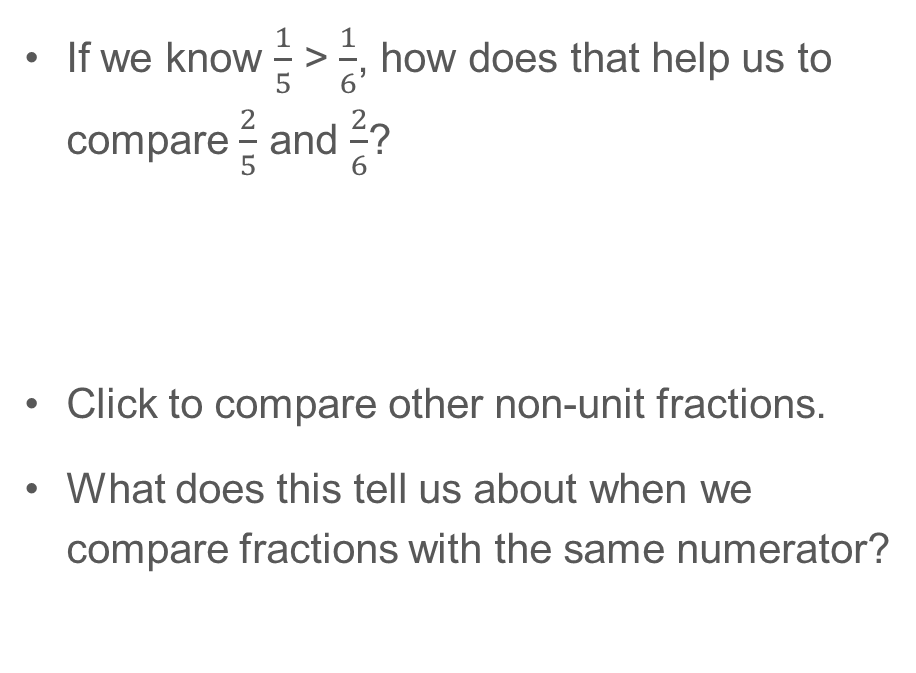 • If we know 1/5 > 1/6, how does that help us to
compare 2/5 and 2/6?
• Click to compare other non-unit fractions.
• What does this tell us about when we
compare fractions with the same numerator?